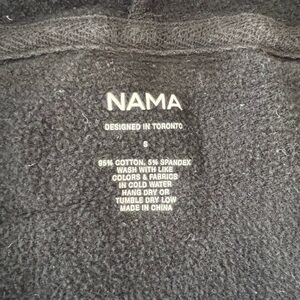 NAMA
DESIGNED IN TORONTO
S
95% COTTON, 5% SPANDEX
WASH WITH LIKE
COLORS & FABRICS
IN COLD WATER
HANG DRY OR
TUMBLE DRY LOW
MADE IN CHINA